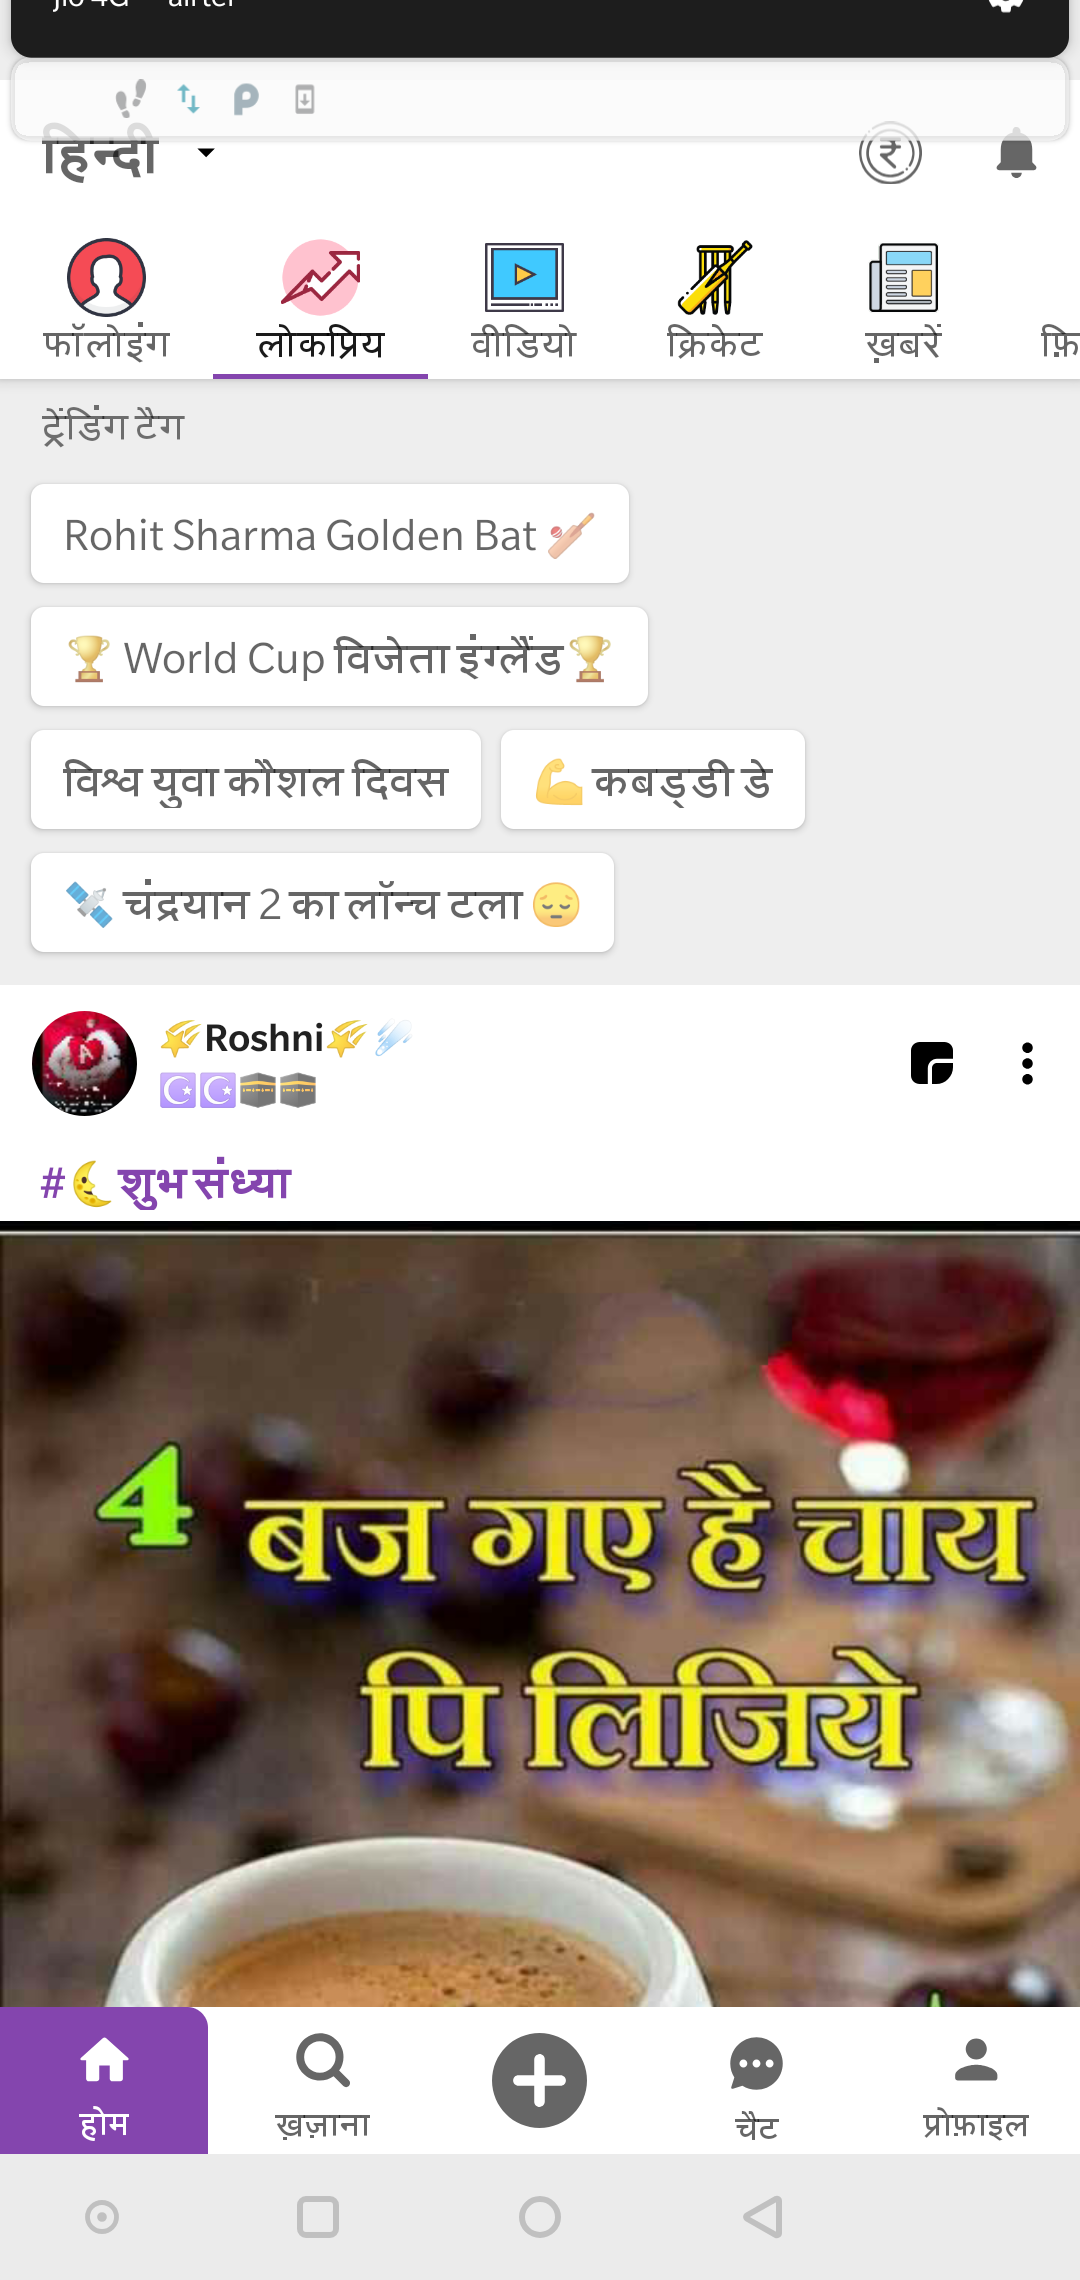 हिन्दी
फॉलोइंग लोकप्रिय वीडियो क्रिकेट ख़बरें
ट्रेंडिंग टैग
Rohit Sharma Golden Bat 🏏
🏆 World Cup विजेता इंग्लैंड🏆
विश्व युवा कौशल दिवस 💪कबड्डी डे
🛰️ चंद्रयान 2 का लॉन्च टला 😔
🌠Roshni🌠☄️
☪️☪️🕋🕋
#🌜शुभ संध्या
4 बज गए है चाय
पि लिजिये
होम ख़ज़ाना चैट प्रोफ़ाइल